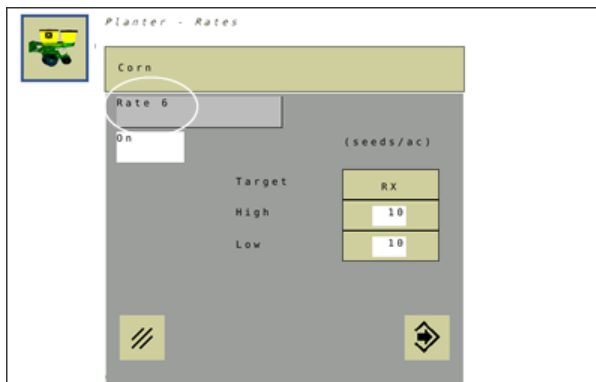 Planter - Rates
Corn
Rate 6
On
(seeds/ac)
Target RX
High 10
Low 10